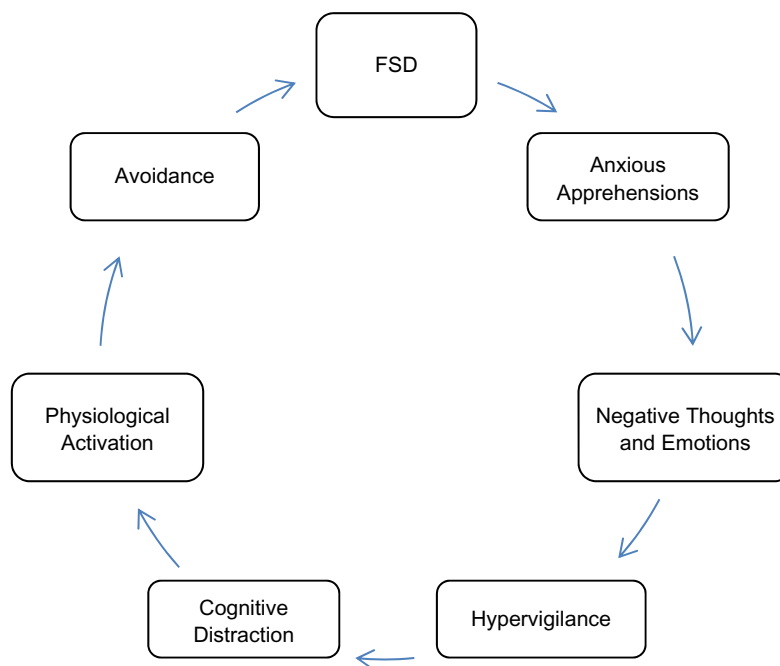 FSD
Anxious
Apprehensions
Negative Thoughts
and Emotions
Hypervigilance
Cognitive
Distraction
Physiological
Activation
Avoidance